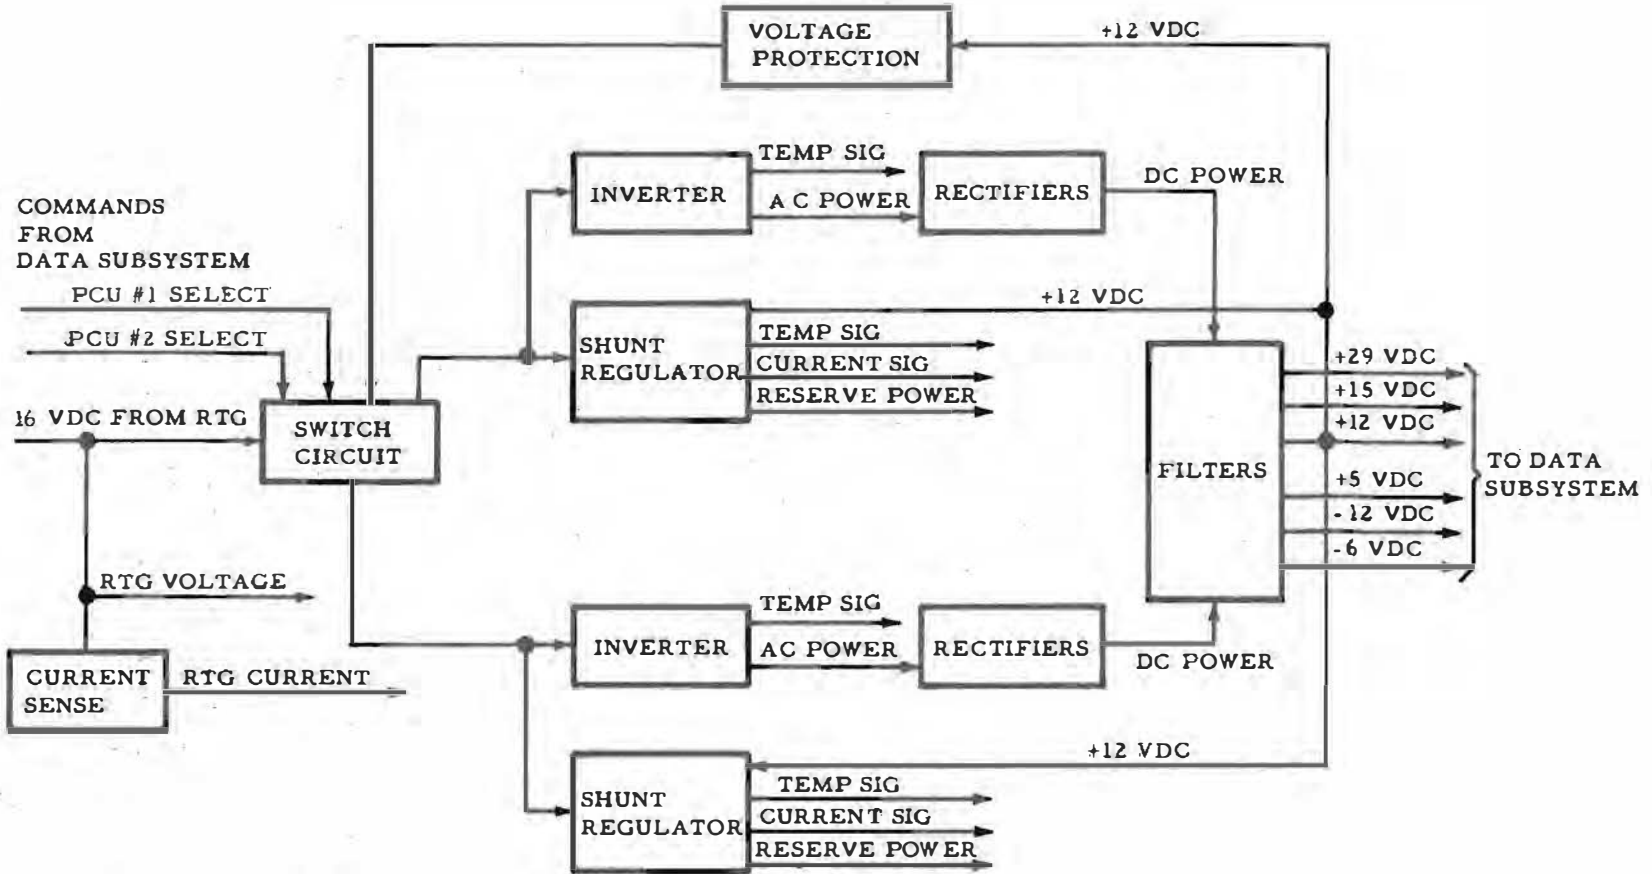 VOLTAGE
PROTECTION
+12 VDC
TEMP SIG
INVERTER
AC POWER
RECTIFIERS
DC POWER
COMMANDS
FROM
DATA SUBSYSTEM
PCU #1 SELECT
PCU #2 SELECT
16 VDC FROM RTG
SWITCH
CIRCUIT
+12 VDC
SHUNT
REGULATOR
TEMP SIG
CURRENT SIG
RESERVE POWER
FILTERS
+29 VDC
+15 VDC
+12 VDC
+5 VDC
-12 VDC
-6 VDC
TO DATA
SUBSYSTEM
RTG VOLTAGE
CURRENT
SENSE
RTG CURRENT
TEMP SIG
INVERTER
AC POWER
RECTIFIERS
DC POWER
+12 VDC
SHUNT
REGULATOR
TEMP SIG
CURRENT SIG
RESERVE POWER